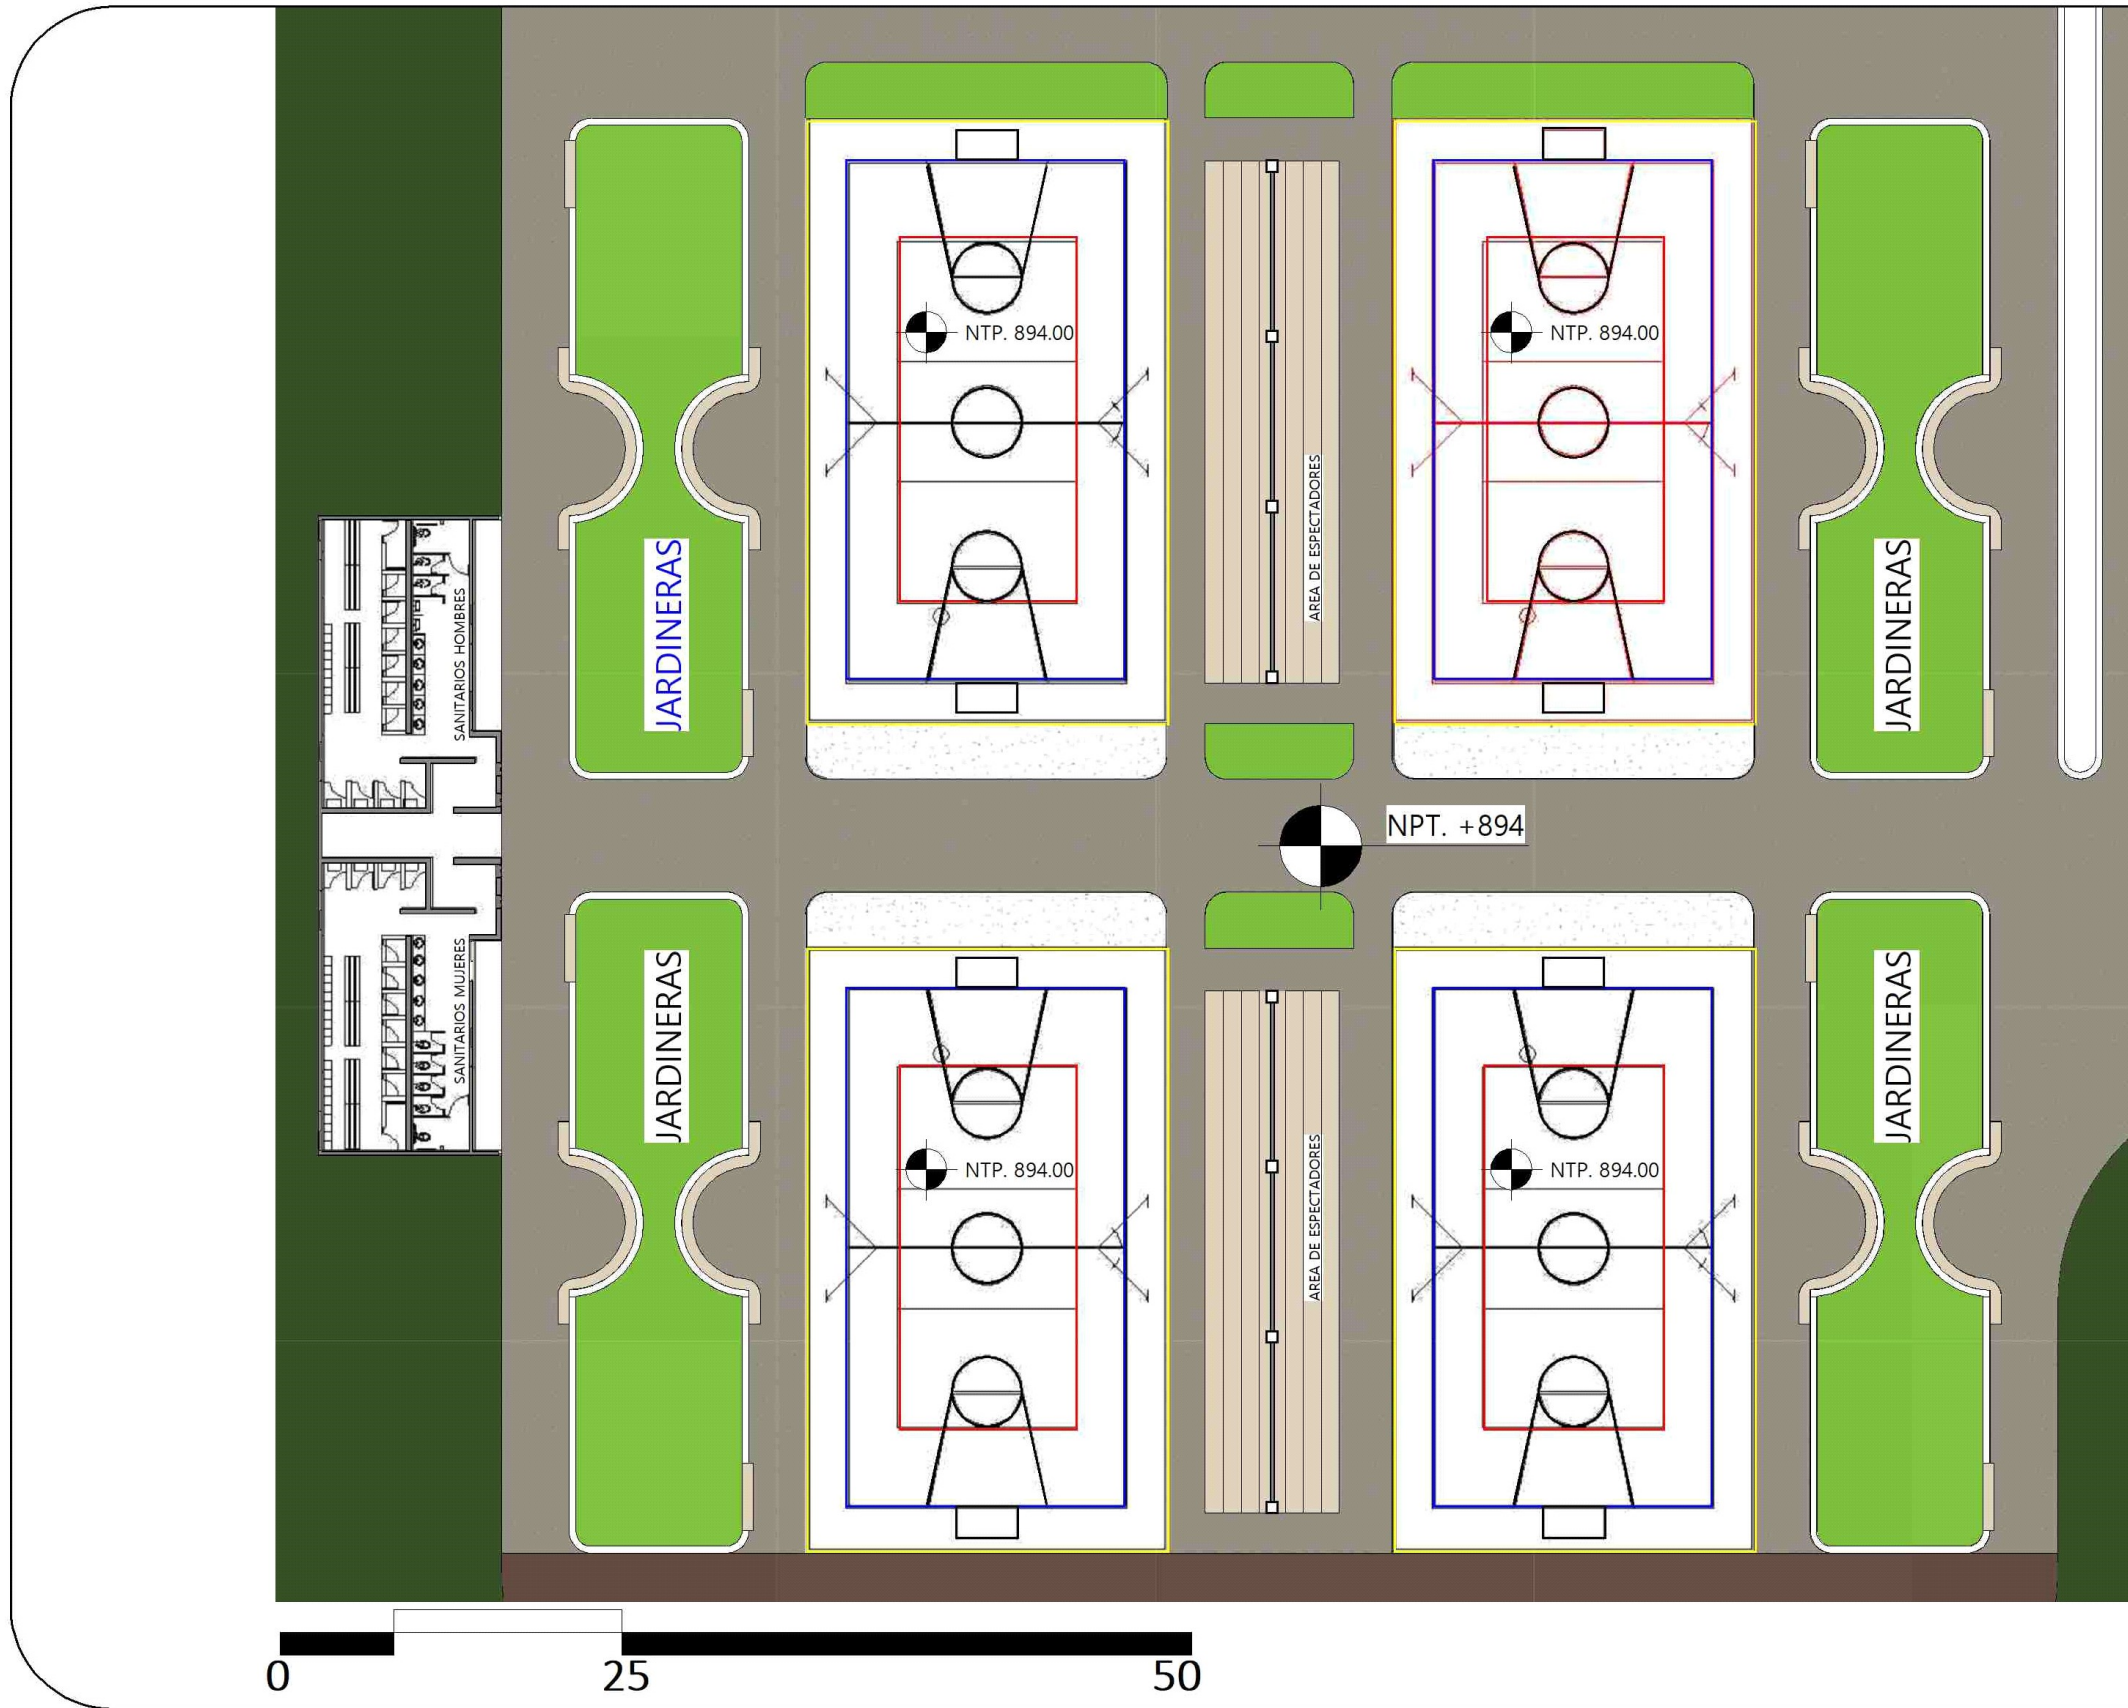 NTP. 894.00
NTP. 894.00
AREA DE ESPECTADORES
JARDINERAS
JARDINERAS
SANITARIOS HOMBRES
NPT. +894
SANITARIOS MUJERES
JARDINERAS
JARDINERAS
NTP. 894.00
NTP. 894.00
AREA DE ESPECTADORES
0 25 50